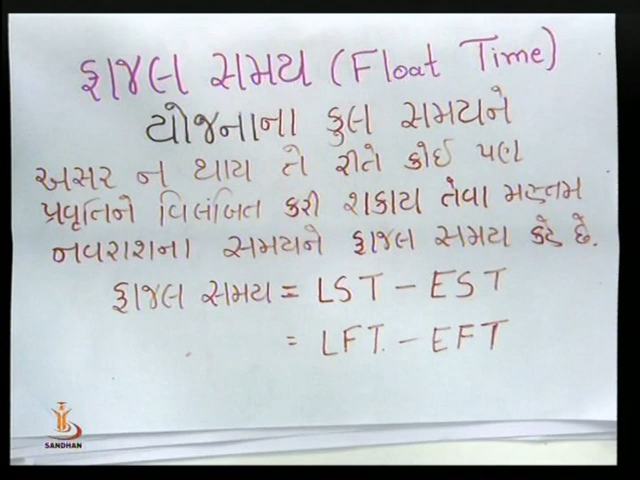 ફાજલ સમય (Float Time)
યોજનાના કુલ સમયને
અસર ન થાય તે રીતે કોઈ પણ
પ્રવૃતિને વિલંબિત કરી શકાય તેવા મહત્તમ
નવરાશના સમયને ફાજલ સમય કહે છે.
ફાજલ સમય = LST - EST
= LFT. - EFT
SANDHAN